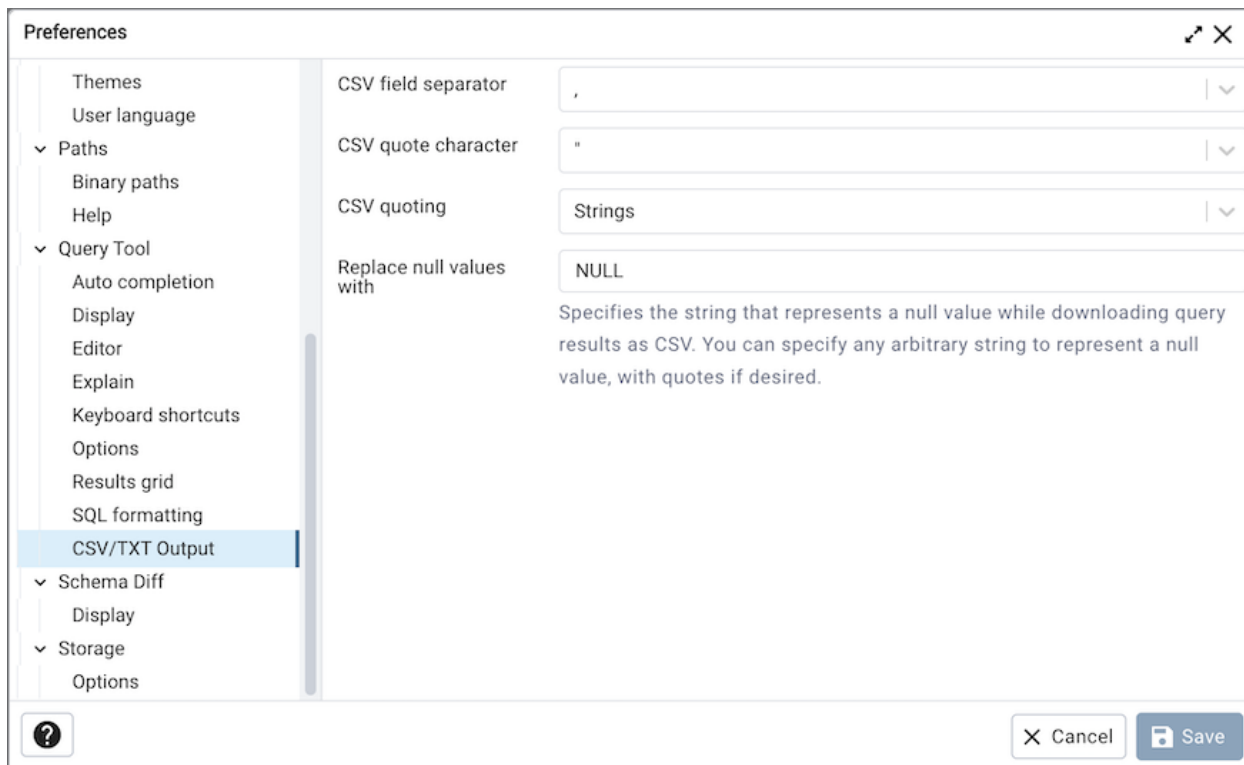 Preferences
Themes
User language
Paths
Binary paths
Help
Query Tool
Auto completion
Display
Editor
Explain
Keyboard shortcuts
Options
Results grid
SQL formatting
CSV/TXT Output
Schema Diff
Display
Storage
Options
CSV field separator
,
CSV quote character
"
CSV quoting
Strings
Replace null values
with
NULL
Specifies the string that represents a null value while downloading query
results as CSV. You can specify any arbitrary string to represent a null
value, with quotes if desired.
?
Cancel
Save